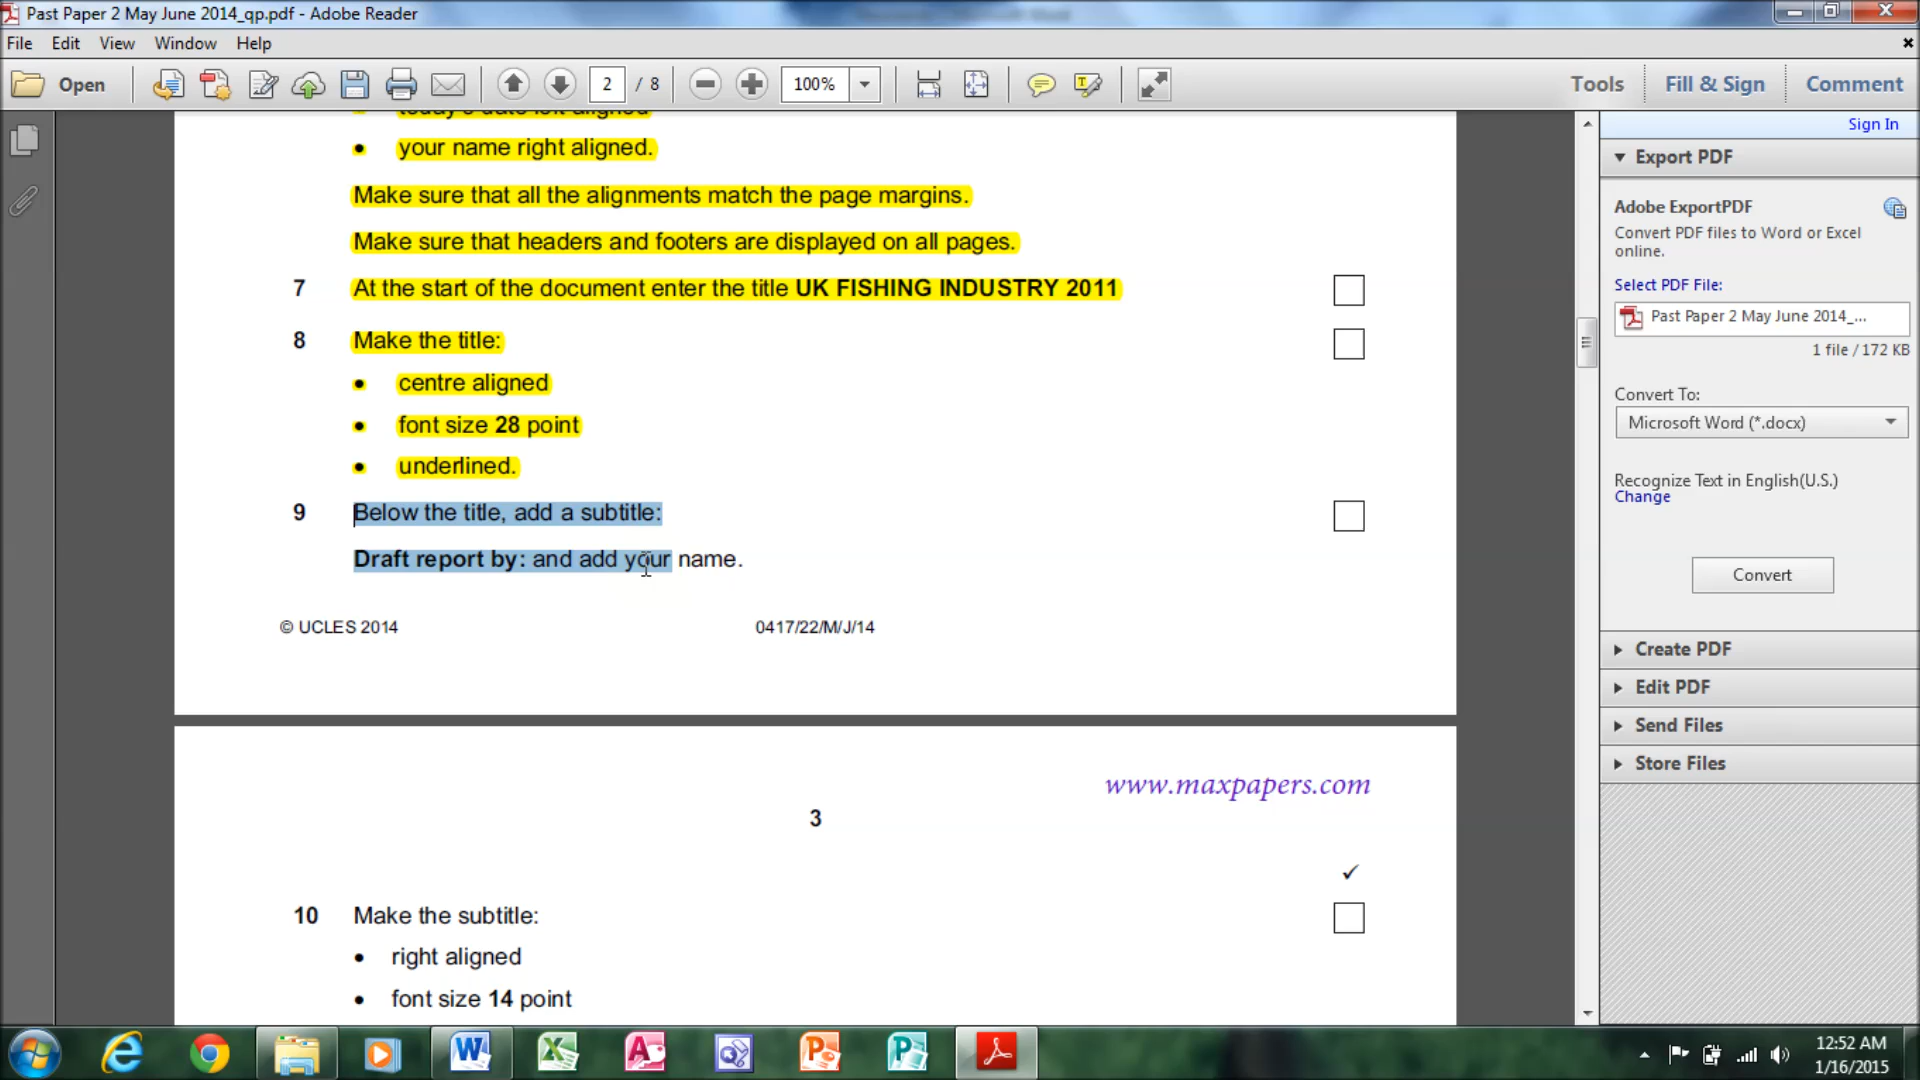 Past Paper 2 May June 2014_qp.pdf - Adobe Reader
File Edit View Window Help
Open 2 / 8 100% Tools Fill & Sign Comment
today's date left aligned
Sign In
• your name right aligned.
Export PDF
Make sure that all the alignments match the page margins.
Adobe ExportPDF
Convert PDF files to Word or Excel
online.
Make sure that headers and footers are displayed on all pages.
7 At the start of the document enter the title UK FISHING INDUSTRY 2011
Select PDF File:
Past Paper 2 May June 2014_...
8 Make the title:
1 file / 172 KB
• centre aligned
Convert To:
• font size 28 point
Microsoft Word (*.docx)
• underlined.
Recognize Text in English(U.S.)
Change
9 Below the title, add a subtitle:
Draft report by: and add your name.
Convert
© UCLES 2014 0417/22/M/J/14
Create PDF
Edit PDF
Send Files
Store Files
www.maxpapers.com
3
✓
10 Make the subtitle:
• right aligned
• font size 14 point
12:52 AM
1/16/2015